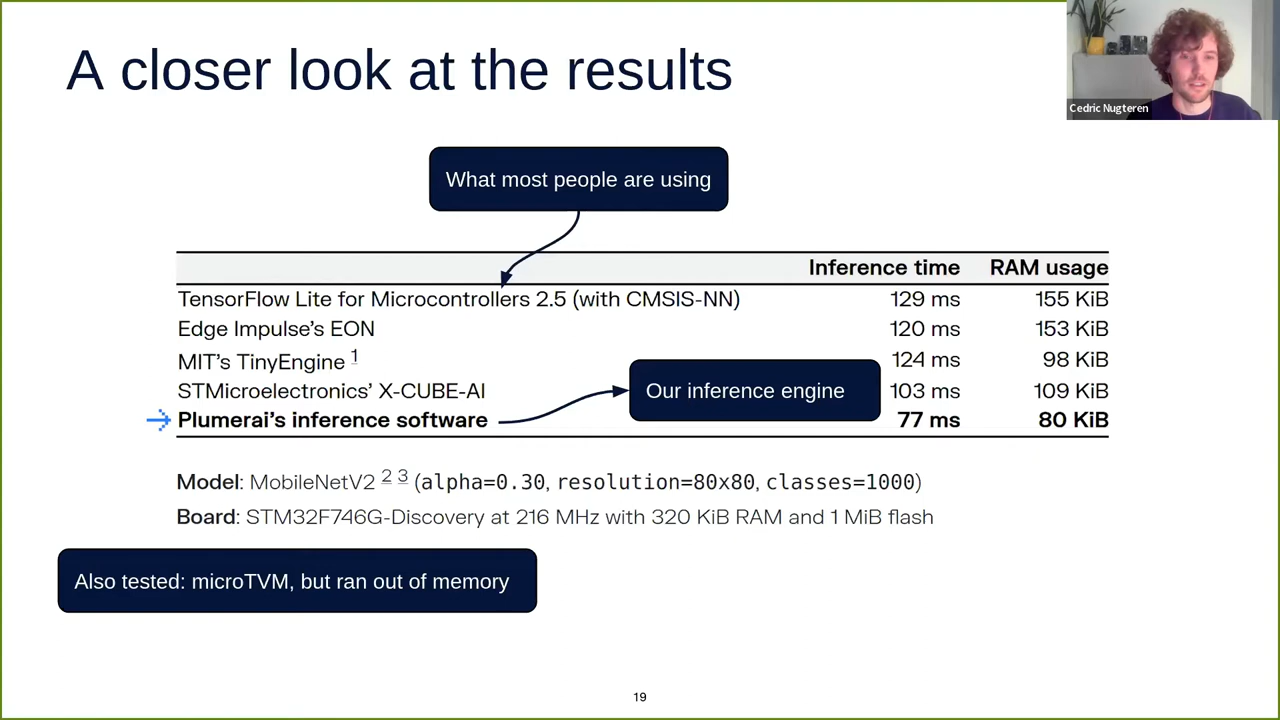 A closer look at the results
Cedric Nugteren
What most people are using
Inference time RAM usage
TensorFlow Lite for Microcontrollers 2.5 (with CMSIS-NN) 129 ms 155 KiB
Edge Impulse's EON 120 ms 153 KiB
MIT's TinyEngine 1 124 ms 98 KiB
STMicroelectronics' X-CUBE-AI 103 ms 109 KiB
Our inference engine
Plumerai's inference software 77 ms 80 KiB
Model: MobileNetV2 2 3 (alpha=0.30, resolution=80x80, classes=1000)
Board: STM32F746G-Discovery at 216 MHz with 320 KiB RAM and 1 MiB flash
Also tested: microTVM, but ran out of memory
19